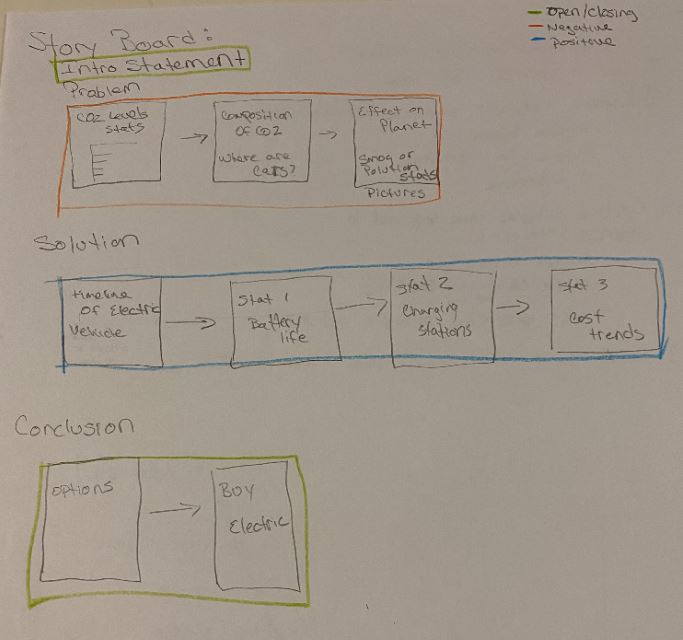 Open/closing
Negative
Positive
Story Board:
Intro Statement
Problem
CO2 Levels
stats
Composition
of CO2
where are
cars?
Effect on
Planet
Smog or
Polution
stats
Pictures
Solution
timeline
of Electric
Vehicle
Stat 1
Battery
life
Stat 2
Charging
stations
Stat 3
Cost
trends
Conclusion
Options
Buy
Electric